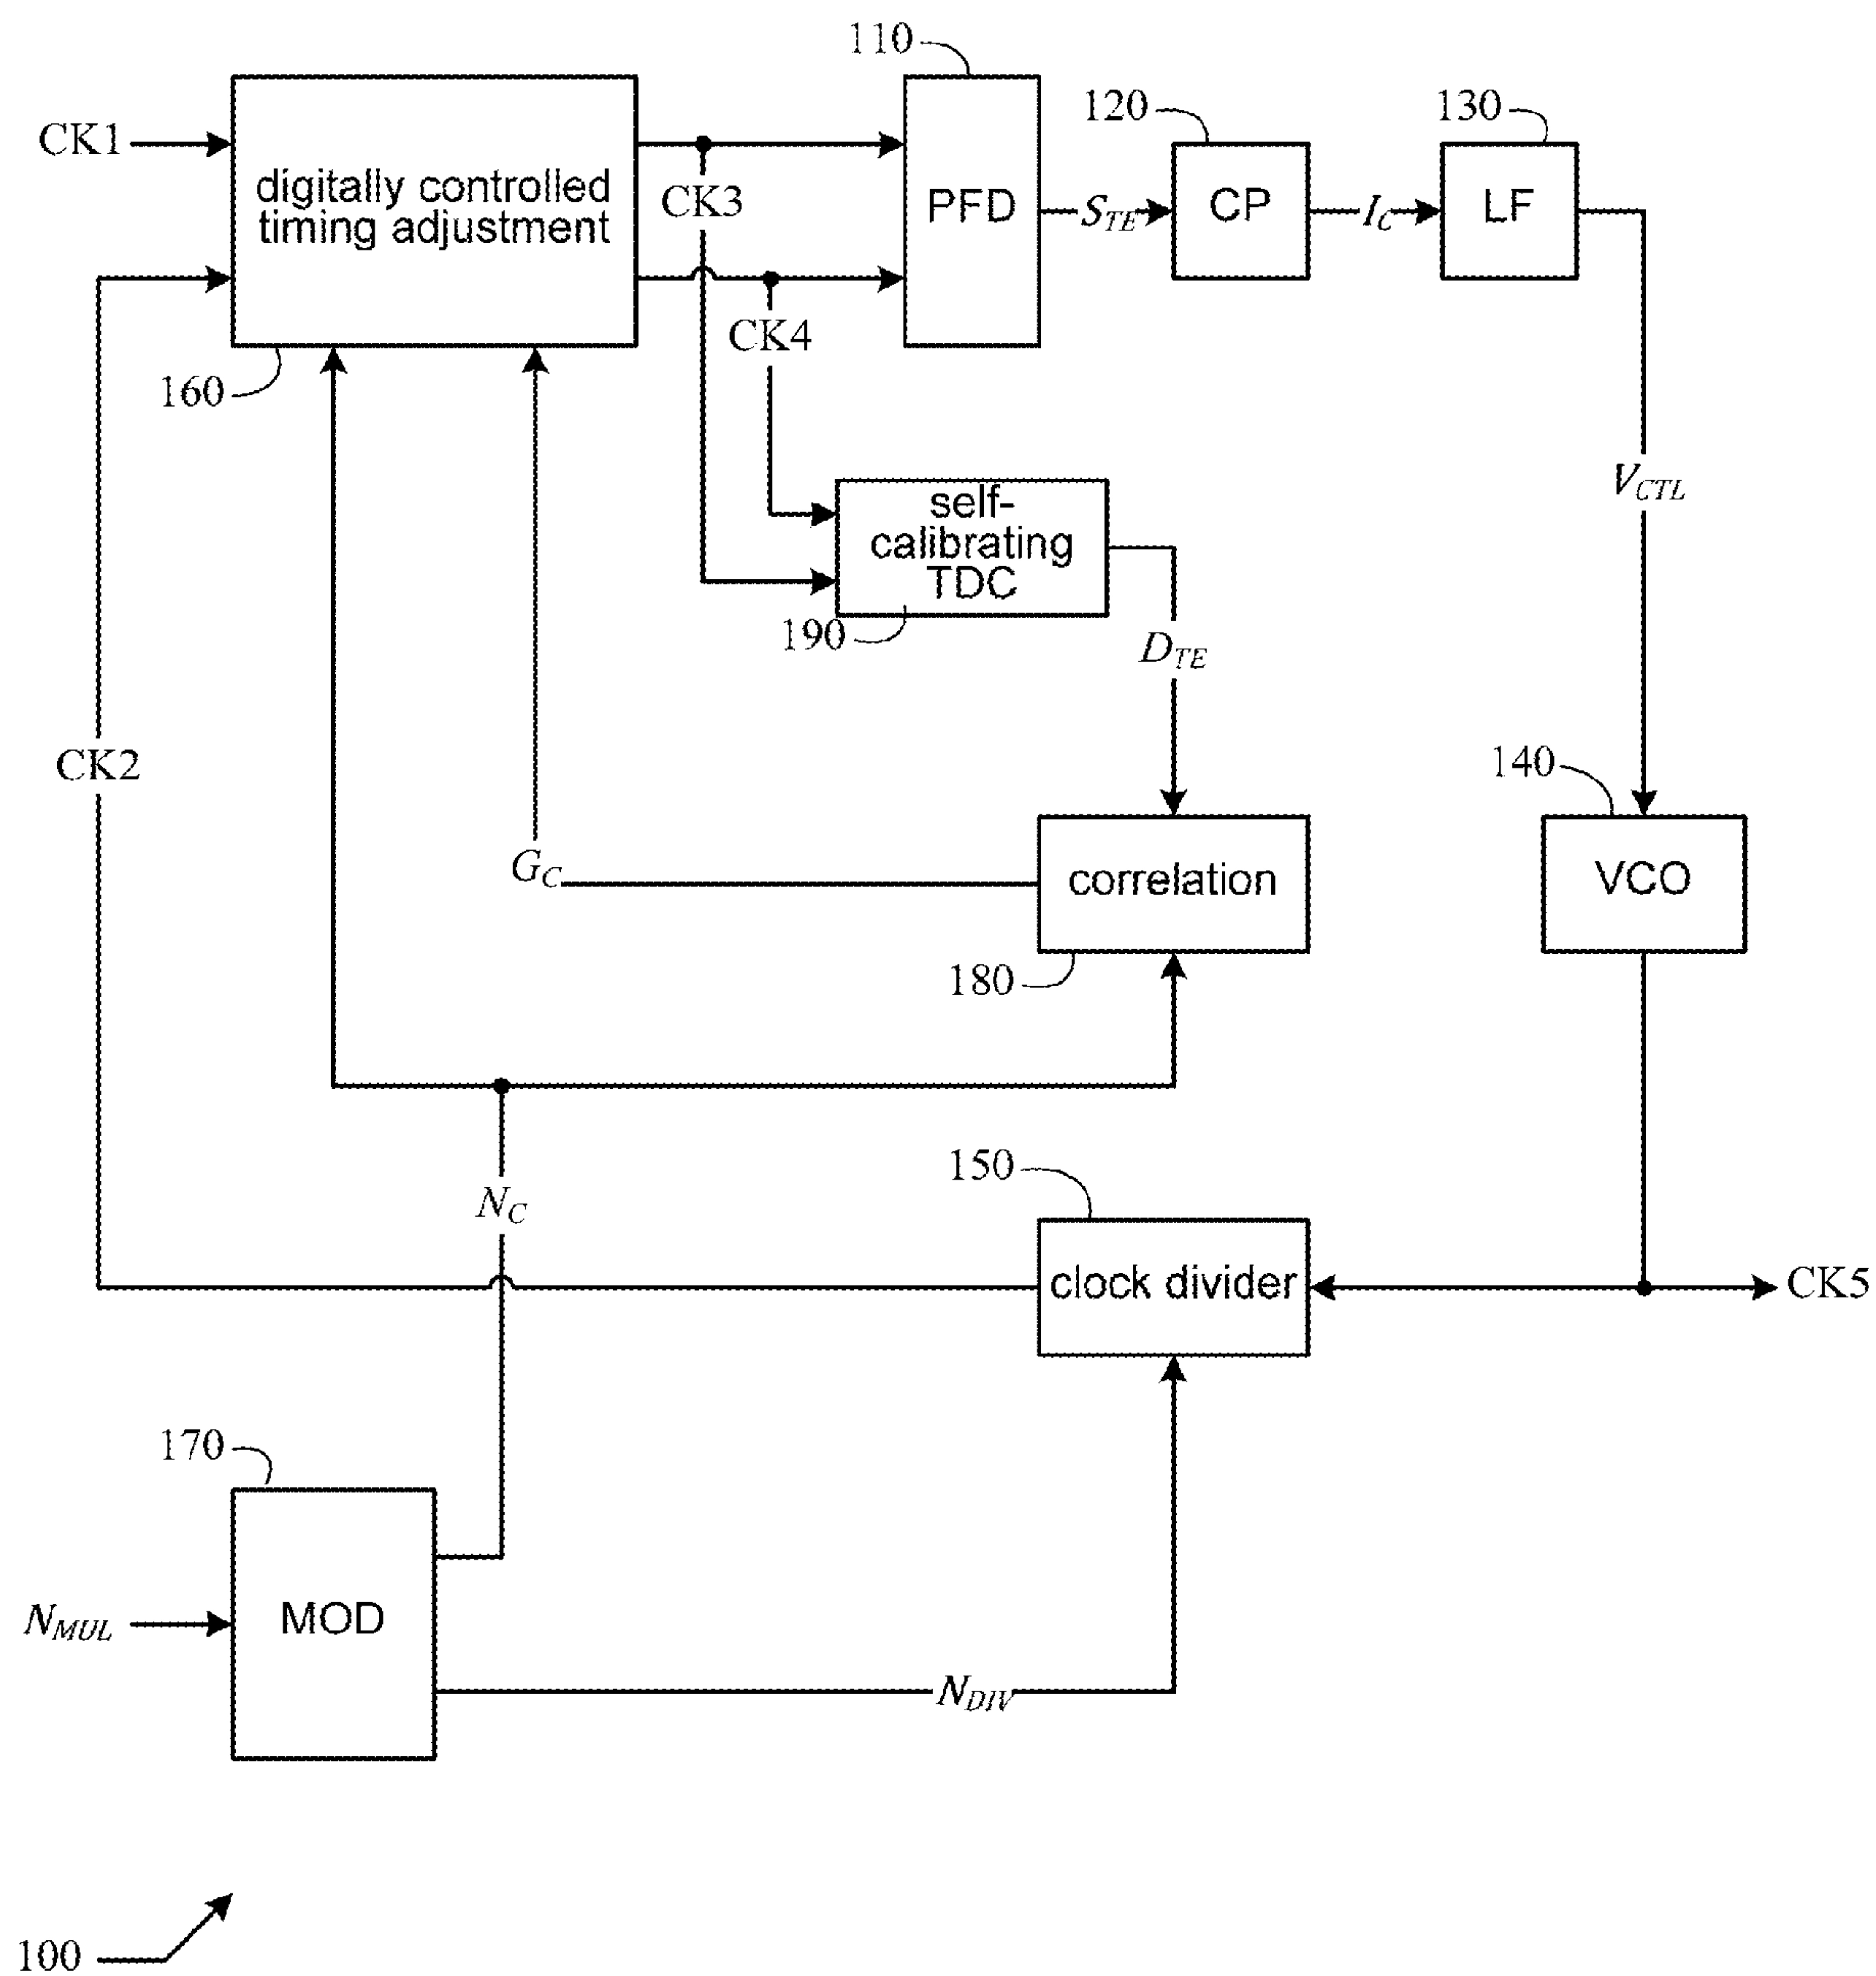 110
CK1
digitally controlled
timing adjustment
CK3
PFD
S_TE
120
CP
I_C
130
LF
CK4
160
V_CTL
self-
calibrating
TDC
190
D_TE
CK2
140
G_C
correlation
VCO
180
150
N_C
clock divider
CK5
170
N_MUL
MOD
N_DIV
100